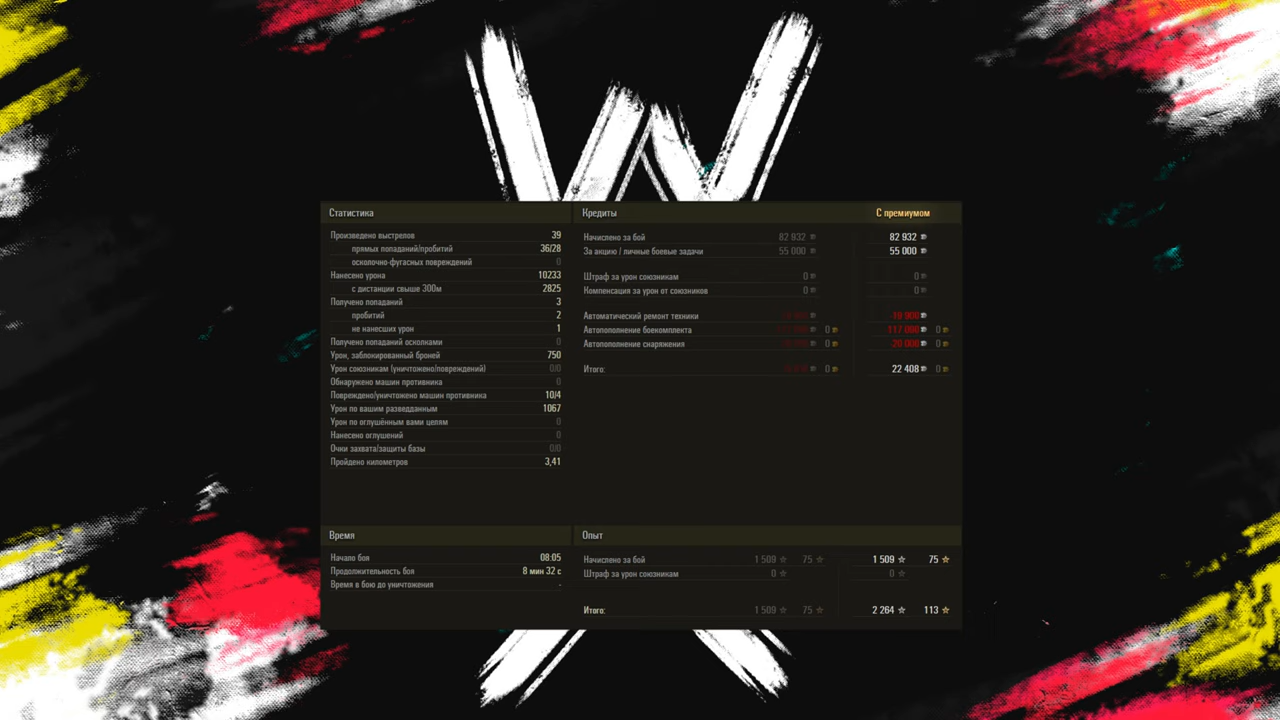 Статистика
Произведено выстрелов 39
прямых попаданий/пробитий 36/28
осколочно-фугасных повреждений 0
Нанесено урона 10233
с дистанции свыше 300м 2825
Получено попаданий 3
пробитий 2
не нанесших урон 1
Получено попаданий осколками 0
Урон, заблокированный броней 750
Урон союзникам (уничтожено/повреждений) 0/0
Обнаружено машин противника 0
Повреждено/уничтожено машин противника 10/4
Урон по вашим разведданным 1067
Урон по оглушённым вами целям 0
Нанесено оглушений 0
Очки захвата/защиты базы 0/0
Пройдено километров 3,41
Кредиты С премиумом
Начислено за бой 82 932 82 932
За акцию / личные боевые задачи 55 000 55 000
Штраф за урон союзникам 0 0
Компенсация за урон от союзников 0 0
Автоматический ремонт техники
Автопополнение боекомплекта 0 0
Автопополнение снаряжения 0 -20 000 0
Итого: 0 22 408 0
Время
Начало боя 08:05
Продолжительность боя 8 мин 32 с
Время в бою до уничтожения -
Опыт
Начислено за бой 1 509 75 1 509 75
Штраф за урон союзникам 0 0
Итого: 1 509 75 2 264 113